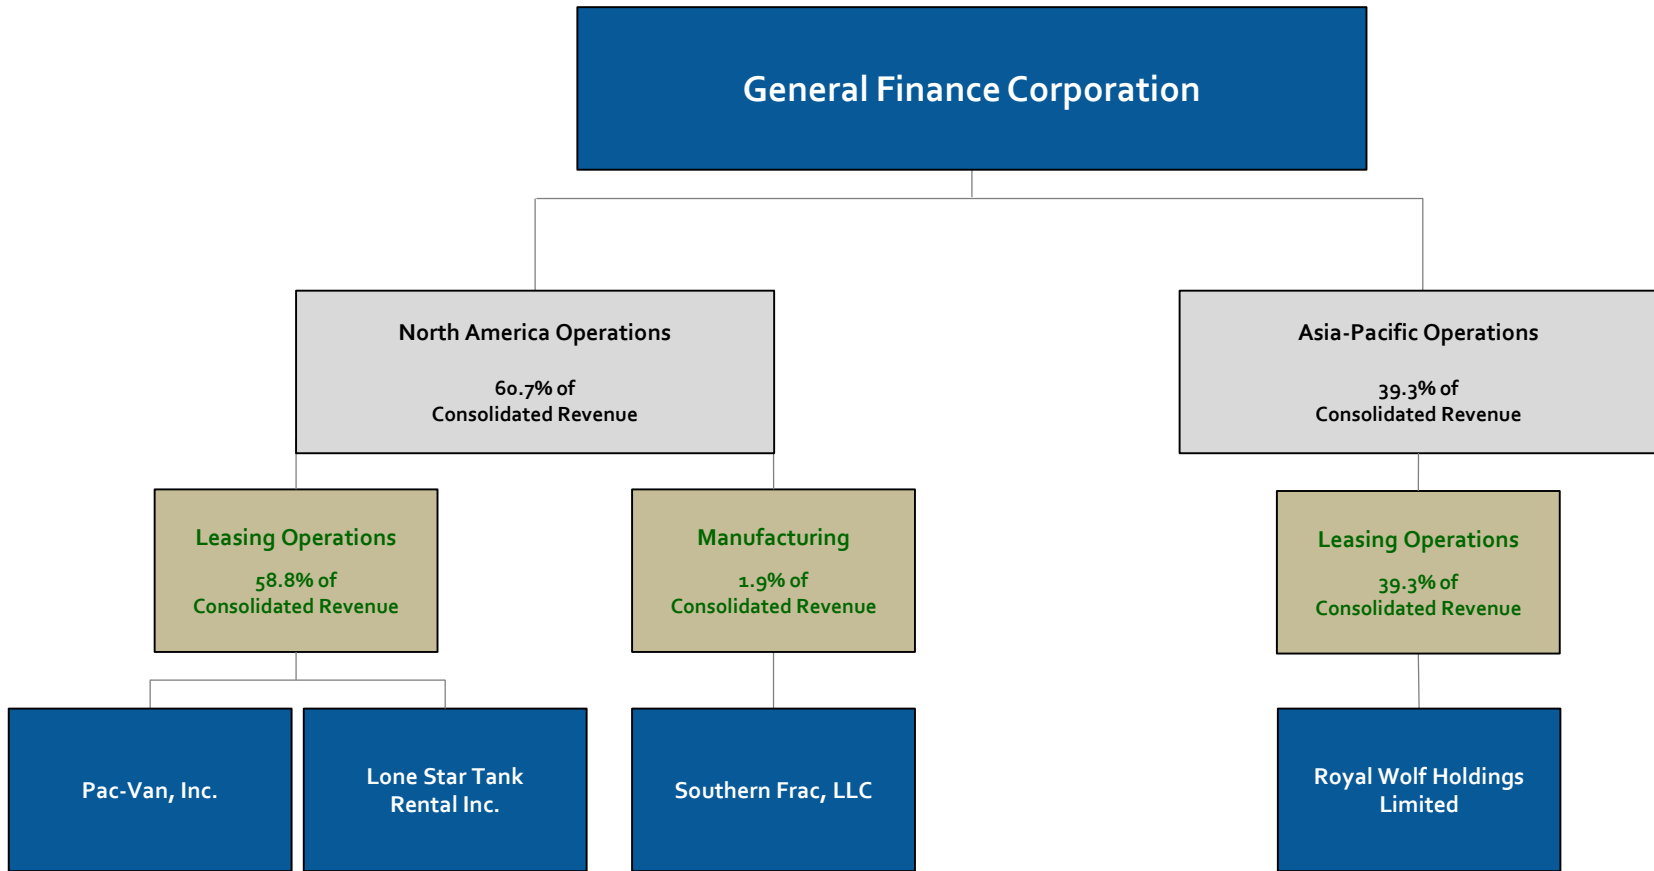 General Finance Corporation
North America Operations
60.7% of
Consolidated Revenue
Asia-Pacific Operations
39.3% of
Consolidated Revenue
Leasing Operations
58.8% of
Consolidated Revenue
Manufacturing
1.9% of
Consolidated Revenue
Leasing Operations
39.3% of
Consolidated Revenue
Pac-Van, Inc.
Lone Star Tank
Rental Inc.
Southern Frac, LLC
Royal Wolf Holdings
Limited